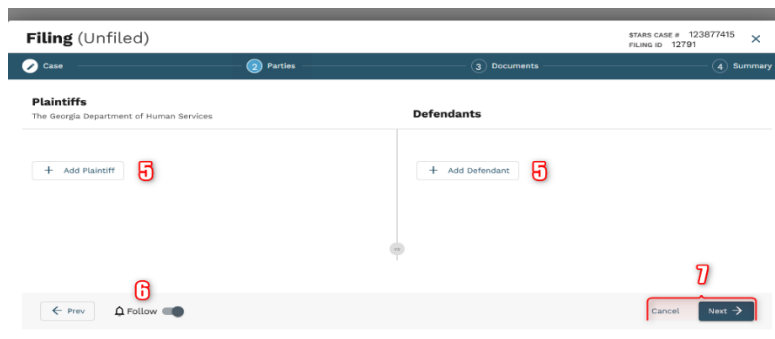 Filing (Unfiled)
STARS CASE # 123877415
FILING ID 12791
Case
2 Parties
3 Documents
4 Summary
Plaintiffs
The Georgia Department of Human Services
Defendants
+ Add Plaintiff 5
+ Add Defendant 5
6
7
← Prev
Follow
Cancel
Next →